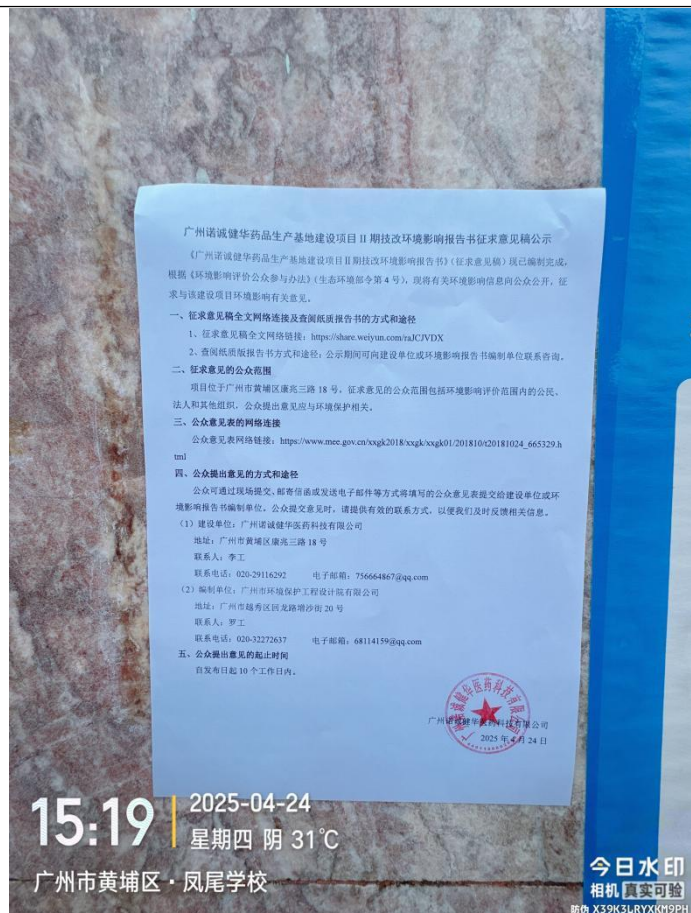 广州诺诚健华药品生产基地建设项目 II 期技改环境影响报告书征求意见稿公示
《广州诺诚健华药品生产基地建设项目 II 期技改环境影响报告书》（征求意见稿）现已编制完成，
根据《环境影响评价公众参与办法》（生态环境部令第 4 号），现将有关环境影响信息向公众公开，征
求与该建设项目环境影响有关意见。
一、征求意见稿全文网络连接及查阅纸质报告书的方式和途径
1、征求意见稿全文网络链接：https://share.weiyun.com/raJCJVDX
2、查阅纸质版报告书方式和途径：公示期间可向建设单位或环境影响报告书编制单位联系咨询。
二、征求意见的公众范围
项目位于广州市黄埔区康兆三路 18 号，征求意见的公众范围包括环境影响评价范围内的公民、
法人和其他组织，公众提出意见应与环境保护相关。
三、公众意见表的网络连接
公众意见表网络链接：https://www.mee.gov.cn/xxgk2018/xxgk/xxgk01/201810/t20181024_665329.h
tml
四、公众提出意见的方式和途径
公众可通过现场提交、邮寄信函或发送电子邮件等方式将填写的公众意见表提交给建设单位或环
境影响报告书编制单位。公众提交意见时，请提供有效的联系方式，以便我们及时反馈相关信息。
（1）建设单位：广州诺诚健华医药科技有限公司
地址：广州市黄埔区康兆三路 18 号
联系人：李工
联系电话：020-29116292 电子邮箱：756664867@qq.com
（2）编制单位：广州市环境保护工程设计院有限公司
地址：广州市越秀区回龙路增沙街 20 号
联系人：罗工
联系电话：020-32272637 电子邮箱：68114159@qq.com
五、公众提出意见的起止时间
自发布日起 10 个工作日内。
广州诺诚健华医药科技有限公司
广州诺诚健华医药科技有限公司
2025 年 4 月 24 日
15:19
2025-04-24
星期四 阴 31℃
广州市黄埔区·凤尾学校
今日水印
相机 真实可验
防伪 X39K3LRYXKM9PH